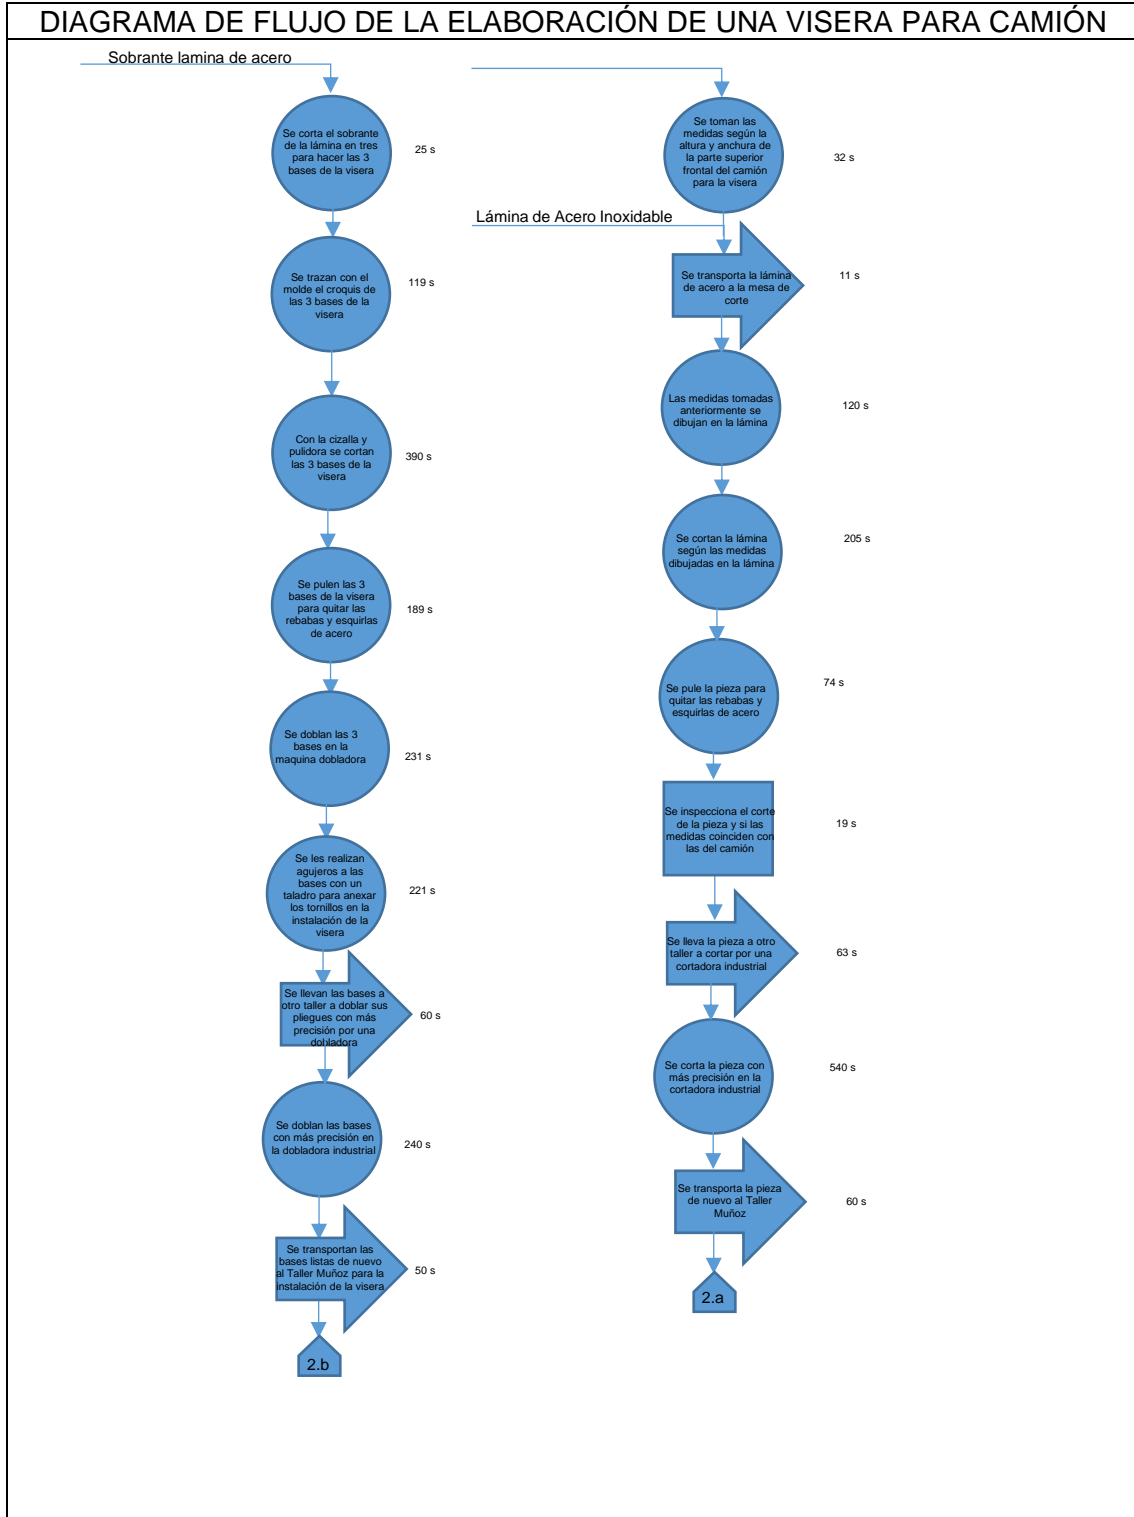 DIAGRAMA DE FLUJO DE LA ELABORACIÓN DE UNA VISERA PARA CAMIÓN
Sobrante lamina de acero
Se corta el sobrante
de la lámina en tres
para hacer las 3
bases de la visera
25 s
Se trazan con el
molde el croquis de
las 3 bases de la
visera
119 s
Con la cizalla y
pulidora se cortan
las 3 bases de la
visera
390 s
Se pulen las 3
bases de la visera
para quitar las
rebabas y esquirlas
de acero
189 s
Se doblan las 3
bases en la
maquina dobladora
231 s
Se les realizan
agujeros a las
bases con un
taladro para anexar
los tornillos en la
instalación de la
visera
221 s
Se llevan las bases a
otro taller a doblar sus
pliegues con más
precisión por una
dobladora
60 s
Se doblan las bases
con más precisión en
la dobladora industrial
240 s
Se transportan las
bases listas de nuevo
al Taller Muñoz para la
instalación de la visera
50 s
2.b
Se toman las
medidas según la
altura y anchura de
la parte superior
frontal del camión
para la visera
32 s
Lámina de Acero Inoxidable
Se transporta la lámina
de acero a la mesa de
corte
11 s
Las medidas tomadas
anteriormente se
dibujan en la lámina
120 s
Se cortan la lámina
según las medidas
dibujadas en la lámina
205 s
Se pule la pieza para
quitar las rebabas y
esquirlas de acero
74 s
Se inspecciona el corte
de la pieza y si las
medidas coinciden con
las del camión
19 s
Se lleva la pieza a otro
taller a cortar por una
cortadora industrial
63 s
Se corta la pieza con
más precisión en la
cortadora industrial
540 s
Se transporta la pieza
de nuevo al Taller
Muñoz
60 s
2.a